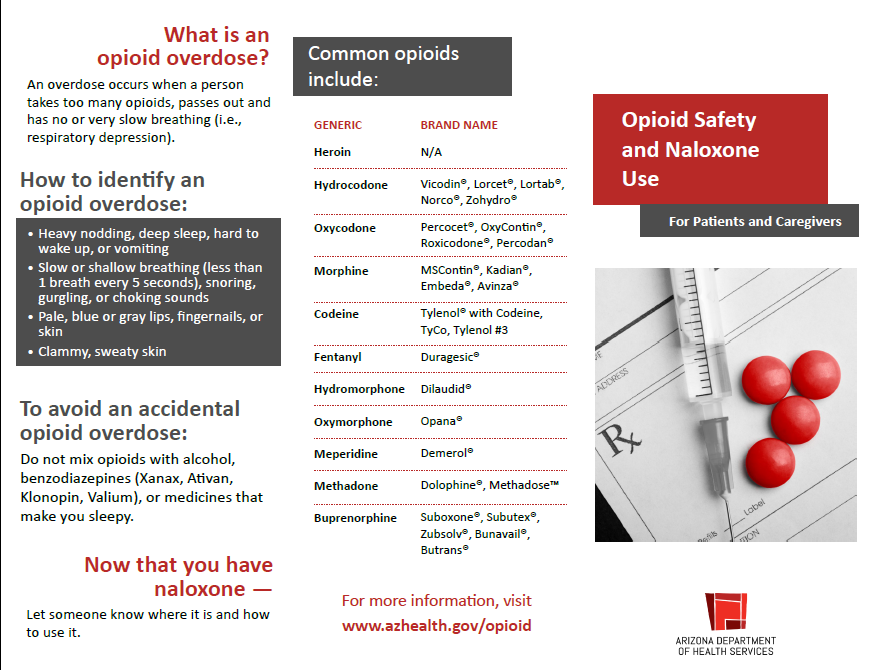 What is an
opioid overdose?
An overdose occurs when a person
takes too many opioids, passes out and
has no or very slow breathing (i.e.,
respiratory depression).
How to identify an
opioid overdose:
• Heavy nodding, deep sleep, hard to
wake up, or vomiting
• Slow or shallow breathing (less than
1 breath every 5 seconds), snoring,
gurgling, or choking sounds
• Pale, blue or gray lips, fingernails, or
skin
• Clammy, sweaty skin
To avoid an accidental
opioid overdose:
Do not mix opioids with alcohol,
benzodiazepines (Xanax, Ativan,
Klonopin, Valium), or medicines that
make you sleepy.
Now that you have
naloxone —
Let someone know where it is and how
to use it.
Common opioids
include:
GENERIC BRAND NAME
Heroin N/A
Hydrocodone Vicodin®, Lorcet®, Lortab®,
Norco®, Zohydro®
Oxycodone Percocet®, OxyContin®,
Roxicodone®, Percodan®
Morphine MSContin®, Kadian®,
Embeda®, Avinza®
Codeine Tylenol® with Codeine,
TyCo, Tylenol #3
Fentanyl Duragesic®
Hydromorphone Dilaudid®
Oxymorphone Opana®
Meperidine Demerol®
Methadone Dolophine®, Methadose™
Buprenorphine Suboxone®, Subutex®,
Zubsolv®, Bunavail®,
Butrans®
For more information, visit
www.azhealth.gov/opioid
Opioid Safety
and Naloxone
Use
For Patients and Caregivers
ADDRESS
Rx
Label
ARIZONA DEPARTMENT
OF HEALTH SERVICES